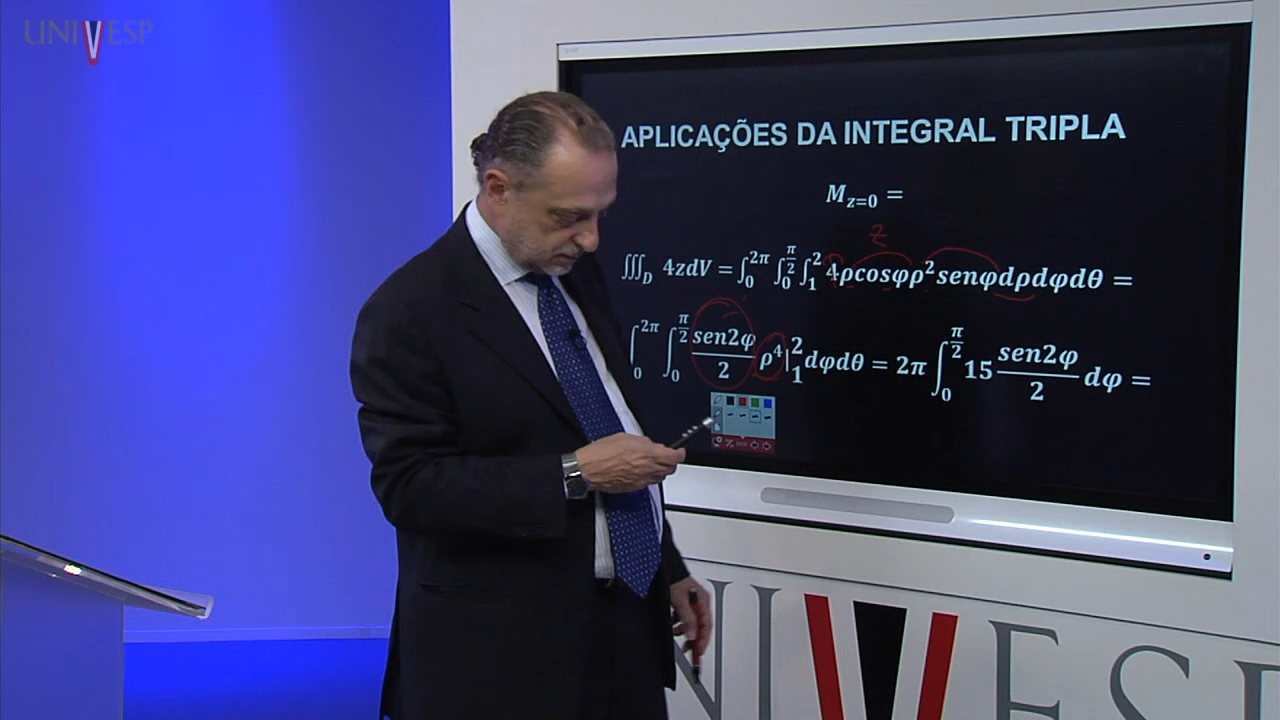 UNIVESP
APLICAÇÕES DA INTEGRAL TRIPLA
M_{z=0} =
z
∭_D 4zdV = ∫_0^{2π} ∫_0^{π/2} ∫_1^2 4ρcosφρ²senφdρdφdθ =
∫_0^{2π} ∫_0^{π/2} sen2φ/2 ρ⁴|_1^2 dφdθ = 2π ∫_0^{π/2} 15 sen2φ/2 dφ =
NIVESP